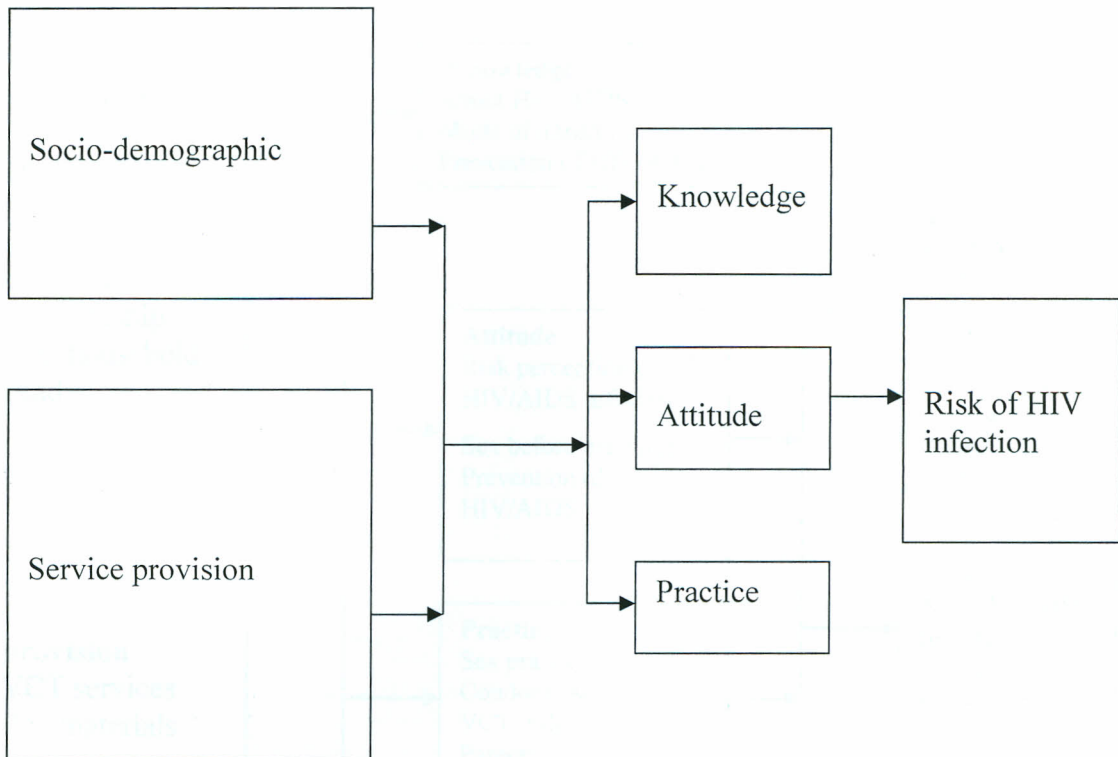 Socio-demographic
Knowledge
Attitude
Risk of HIV
infection
Service provision
Practice